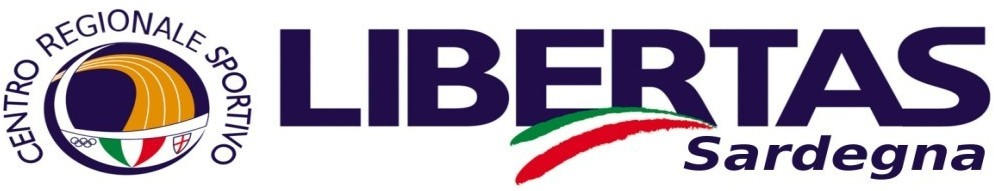 CENTRO REGIONALE SPORTIVO
LIBERTAS
Sardegna